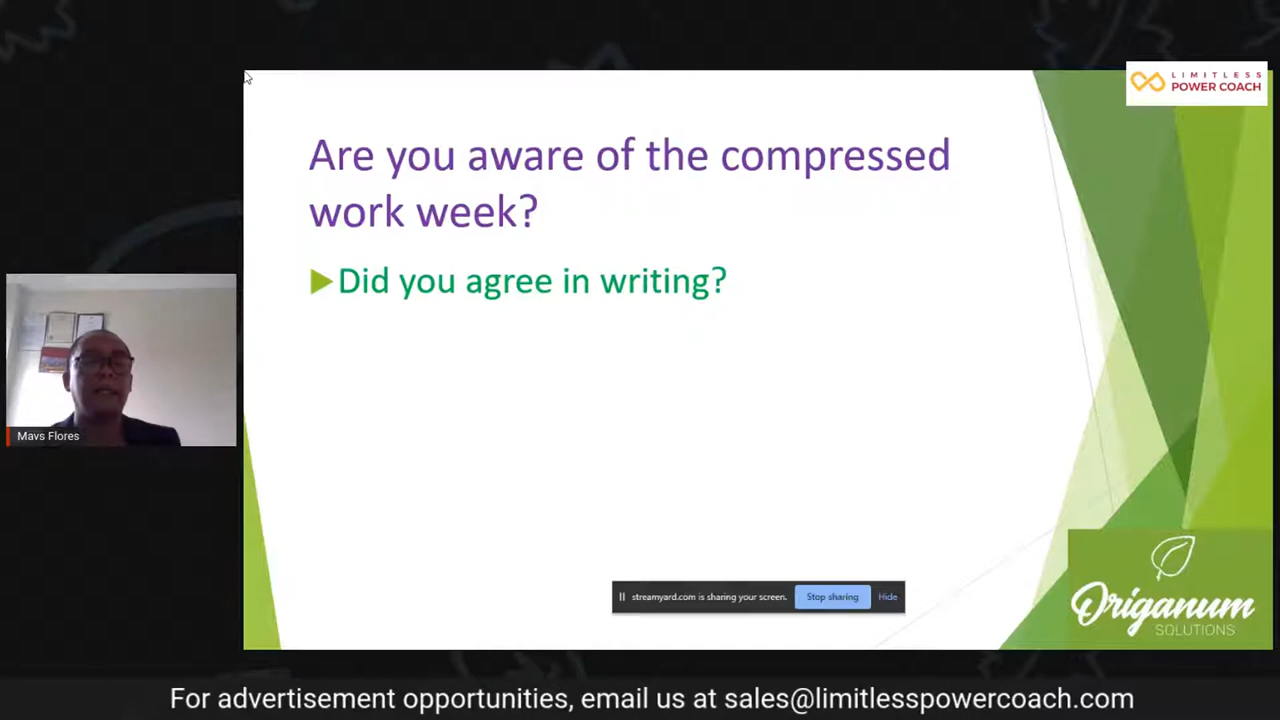 LIMITLESS
POWER COACH
Are you aware of the compressed
work week?
Did you agree in writing?
Mavs Flores
streamyard.com is sharing your screen.
Stop sharing
Hide
Origanum
SOLUTIONS
For advertisement opportunities, email us at sales@limitlesspowercoach.com